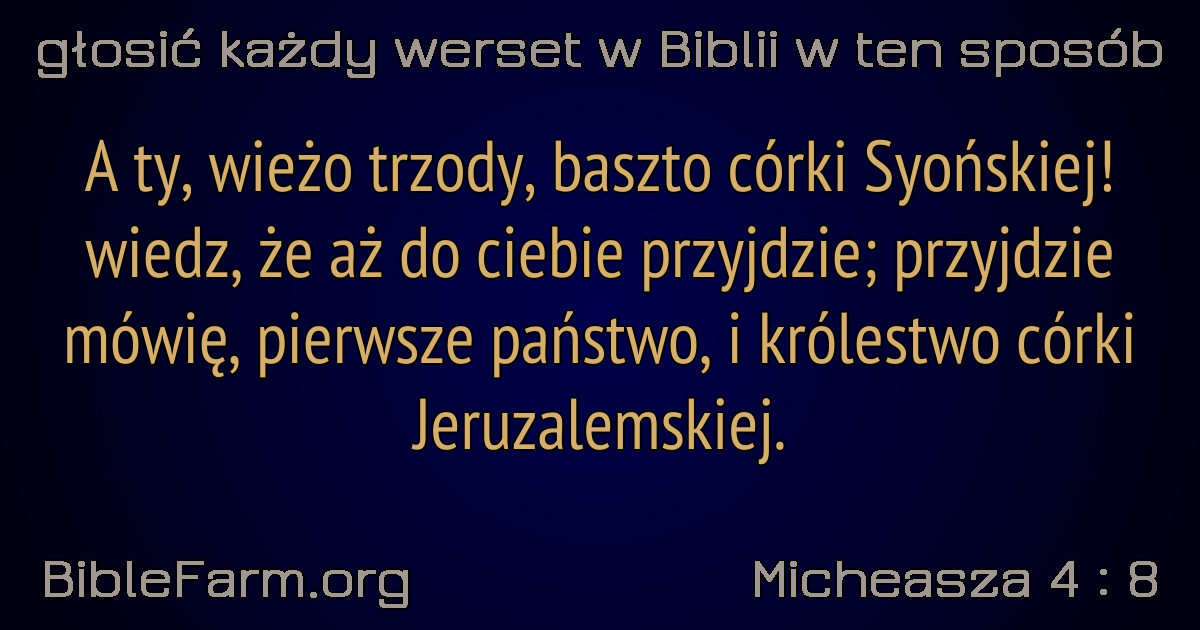 głosić każdy werset w Biblii w ten sposób
A ty, wieżo trzody, baszto córki Syońskiej!
wiedz, że aż do ciebie przyjdzie; przyjdzie
mówię, pierwsze państwo, i królestwo córki
Jeruzalemskiej.
BibleFarm.org
Micheasza 4 : 8